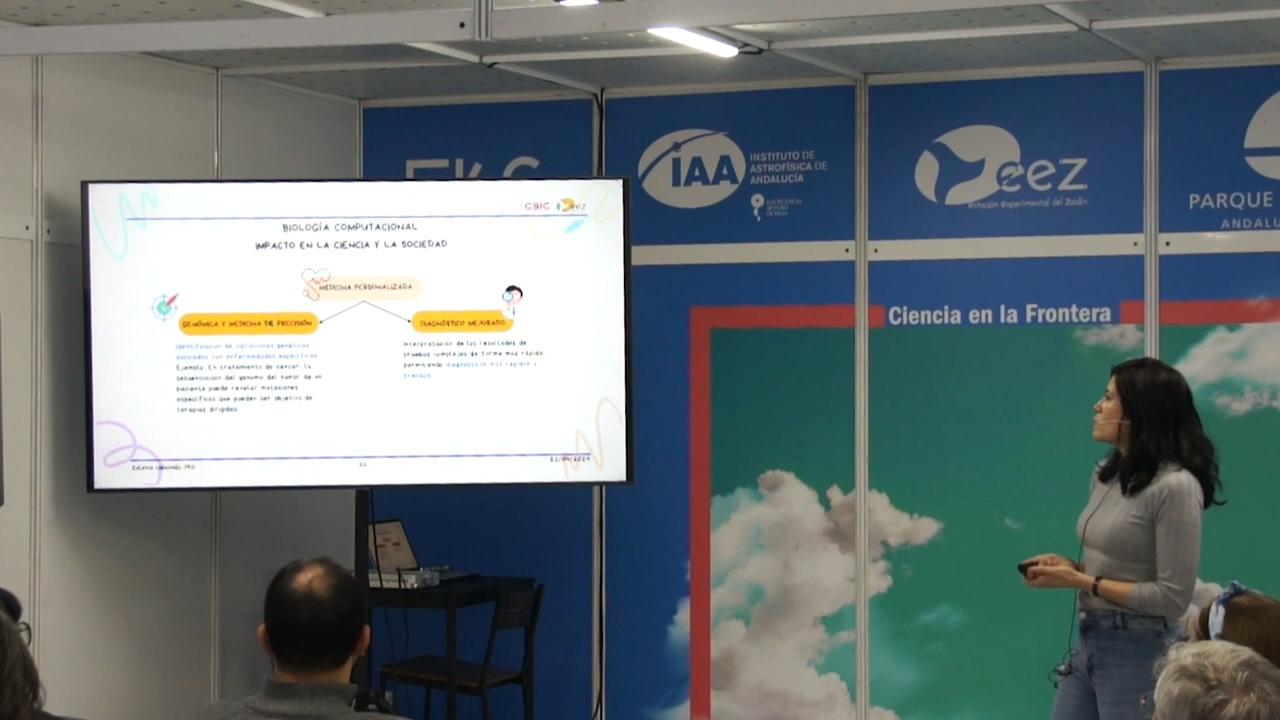 IAA
INSTITUTO DE
ASTROFÍSICA DE
ANDALUCÍA
EXCELENCIA
SEVERO
OCHOA
eez
estación experimental del Zaidín
PARQUE
ANDALU
Ciencia en la Frontera
CSIC
eez
BIOLOGÍA COMPUTACIONAL
IMPACTO EN LA CIENCIA Y LA SOCIEDAD
MEDICINA PERSONALIZADA
GENÓMICA Y MEDICINA DE PRECISIÓN
DIAGNÓSTICO MEJORADO
Identificación de variaciones genéticas
asociadas con enfermedades específicas
Ejemplo: En tratamiento de cáncer, la
secuenciación del genoma del tumor de un
paciente puede revelar mutaciones
específicas que pueden ser objetivo de
terapias dirigidas
Interpretación de los resultados de
pruebas complejas de forma más rápida
permitiendo diagnósticos más rápidos y